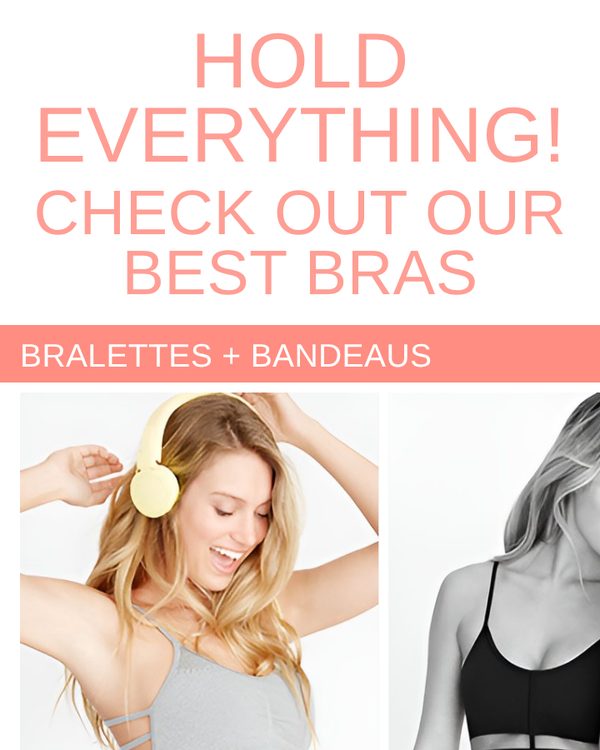 HOLD
EVERYTHING!
CHECK OUT OUR
BEST BRAS
BRALETTES + BANDEAUS